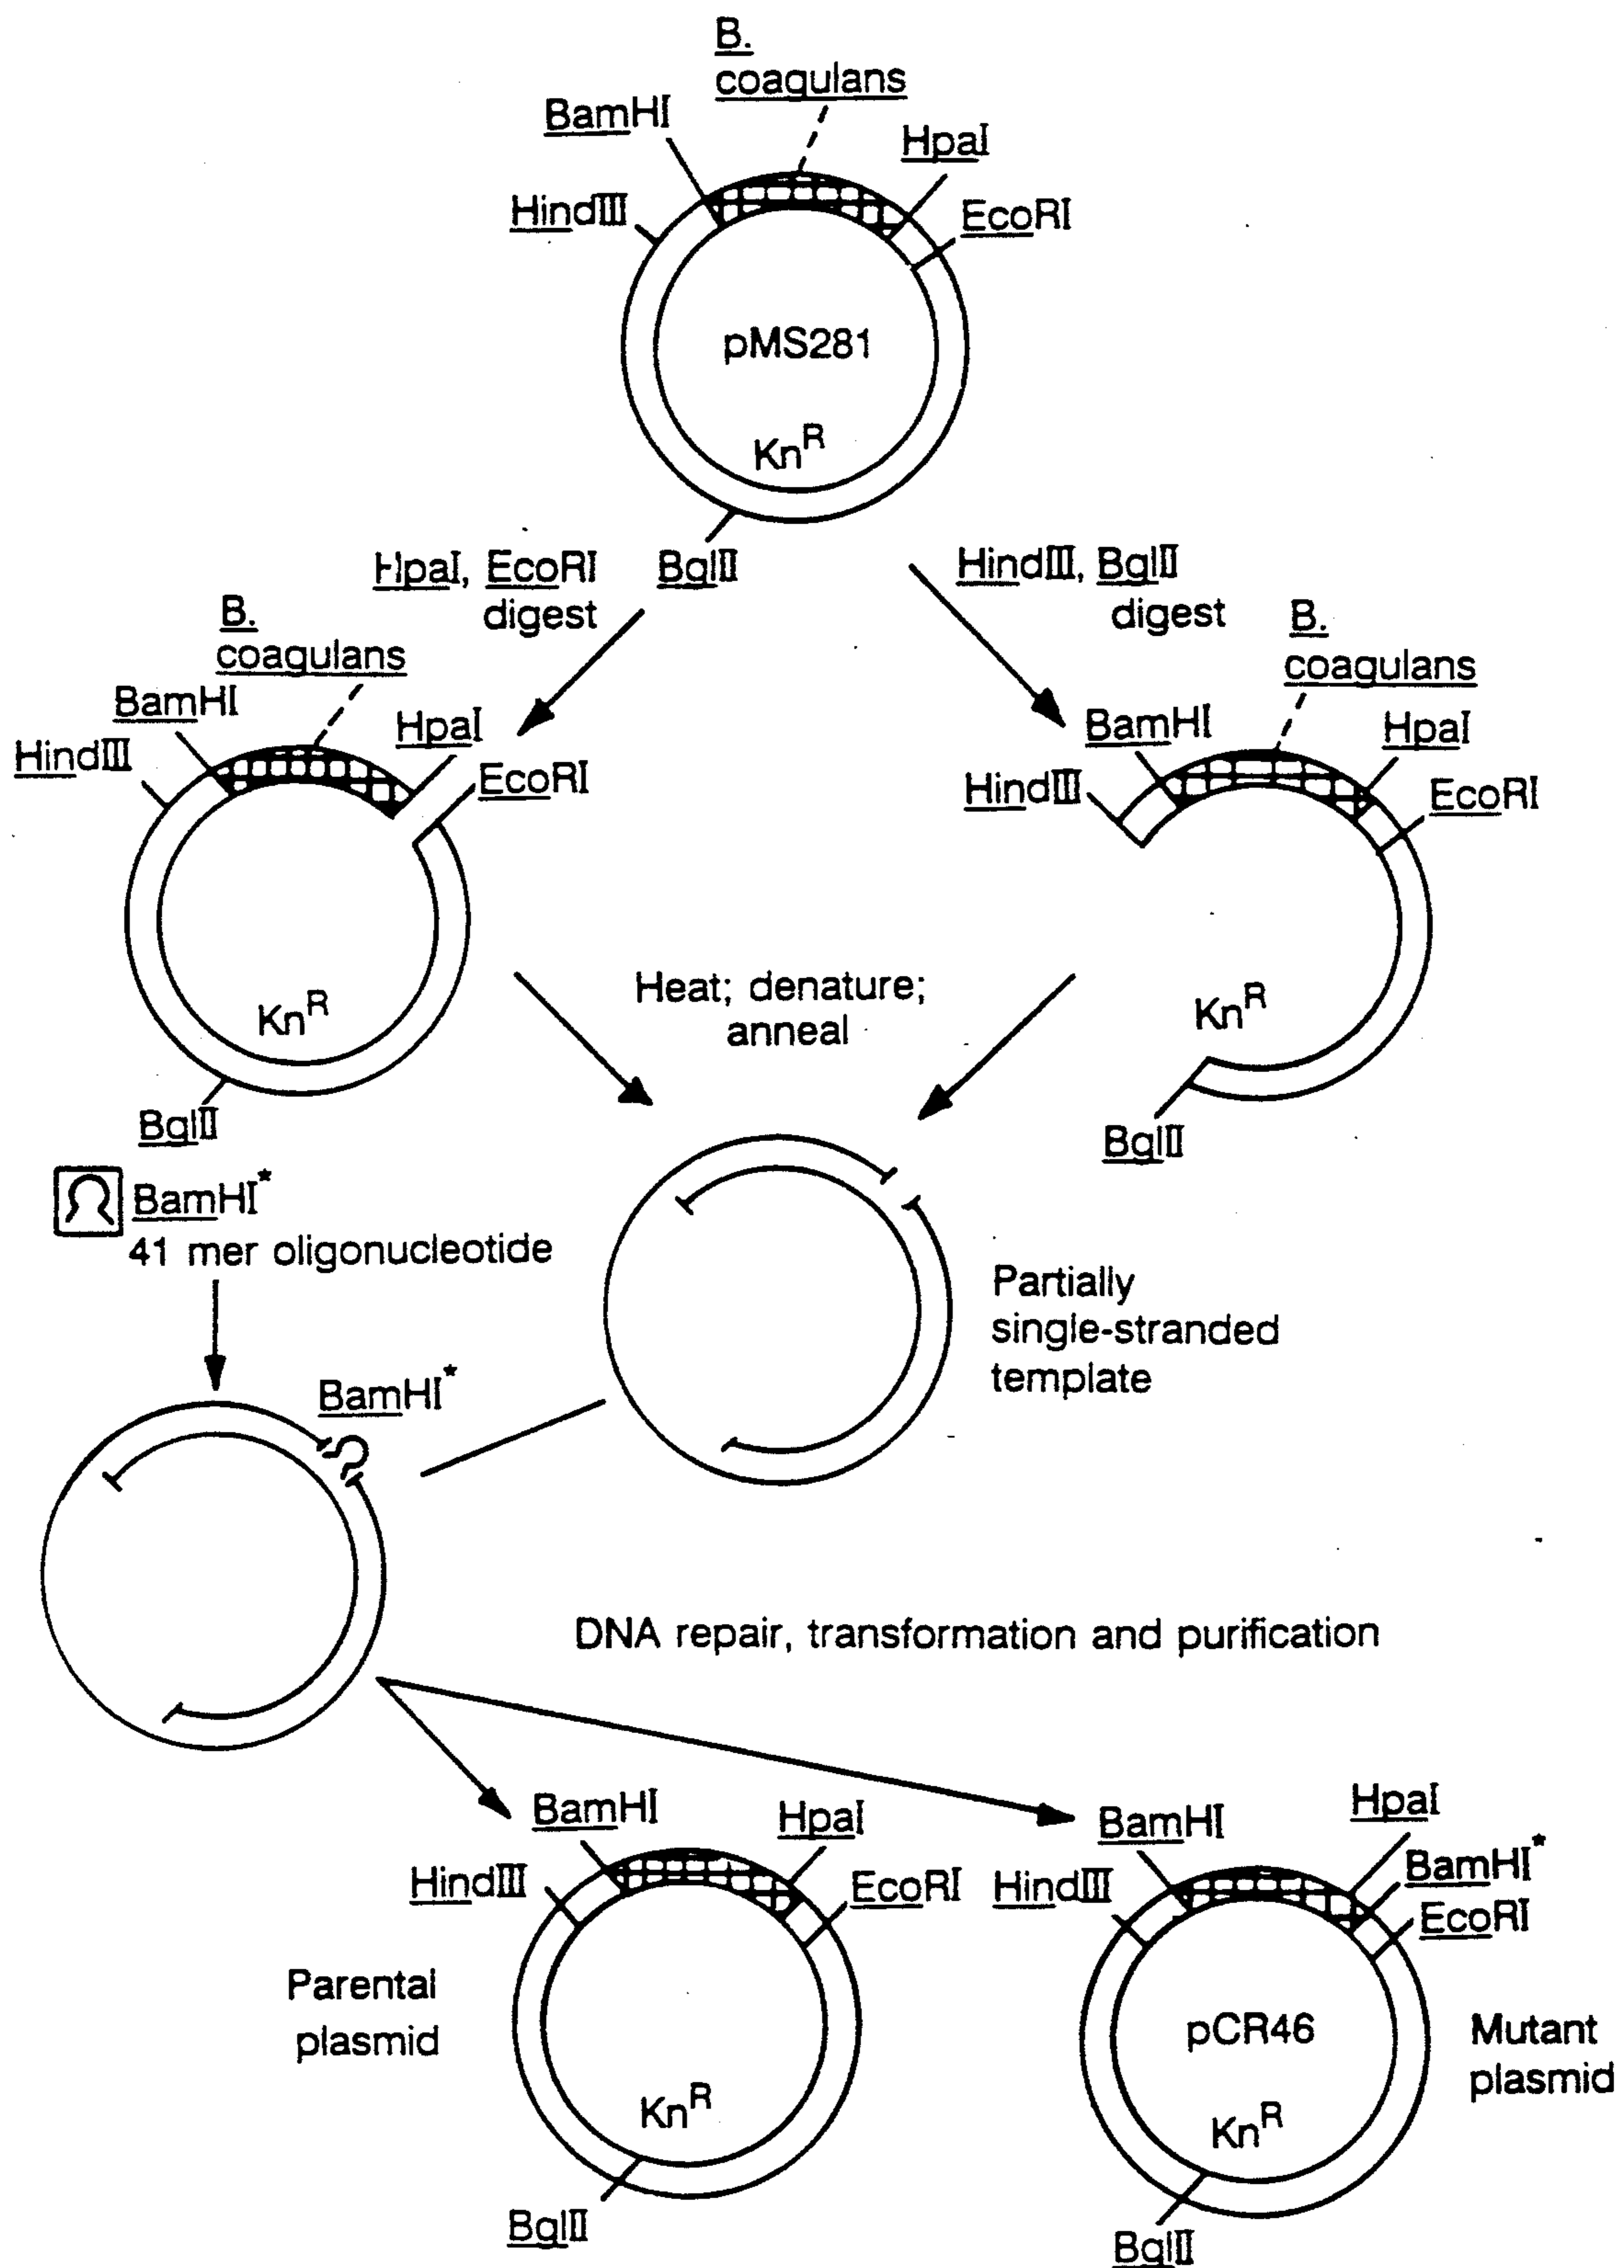 B.
coagulans
BamHI
HpaI
HindIII
EcoRI
pMS281
Kn^R
BglII
HpaI, EcoRI
digest
HindIII, BglII
digest
B.
coagulans
BamHI
HpaI
HindIII
EcoRI
Kn^R
BglII
B.
coagulans
BamHI
HpaI
HindIII
EcoRI
Kn^R
BglII
Heat; denature;
anneal
BamHI*
41 mer oligonucleotide
Partially
single-stranded
template
BamHI*
DNA repair, transformation and purification
BamHI
HpaI
HindIII
EcoRI
Parental
plasmid
Kn^R
BglII
BamHI
HpaI
BamHI*
HindIII
EcoRI
pCR46
Mutant
plasmid
Kn^R
BglII